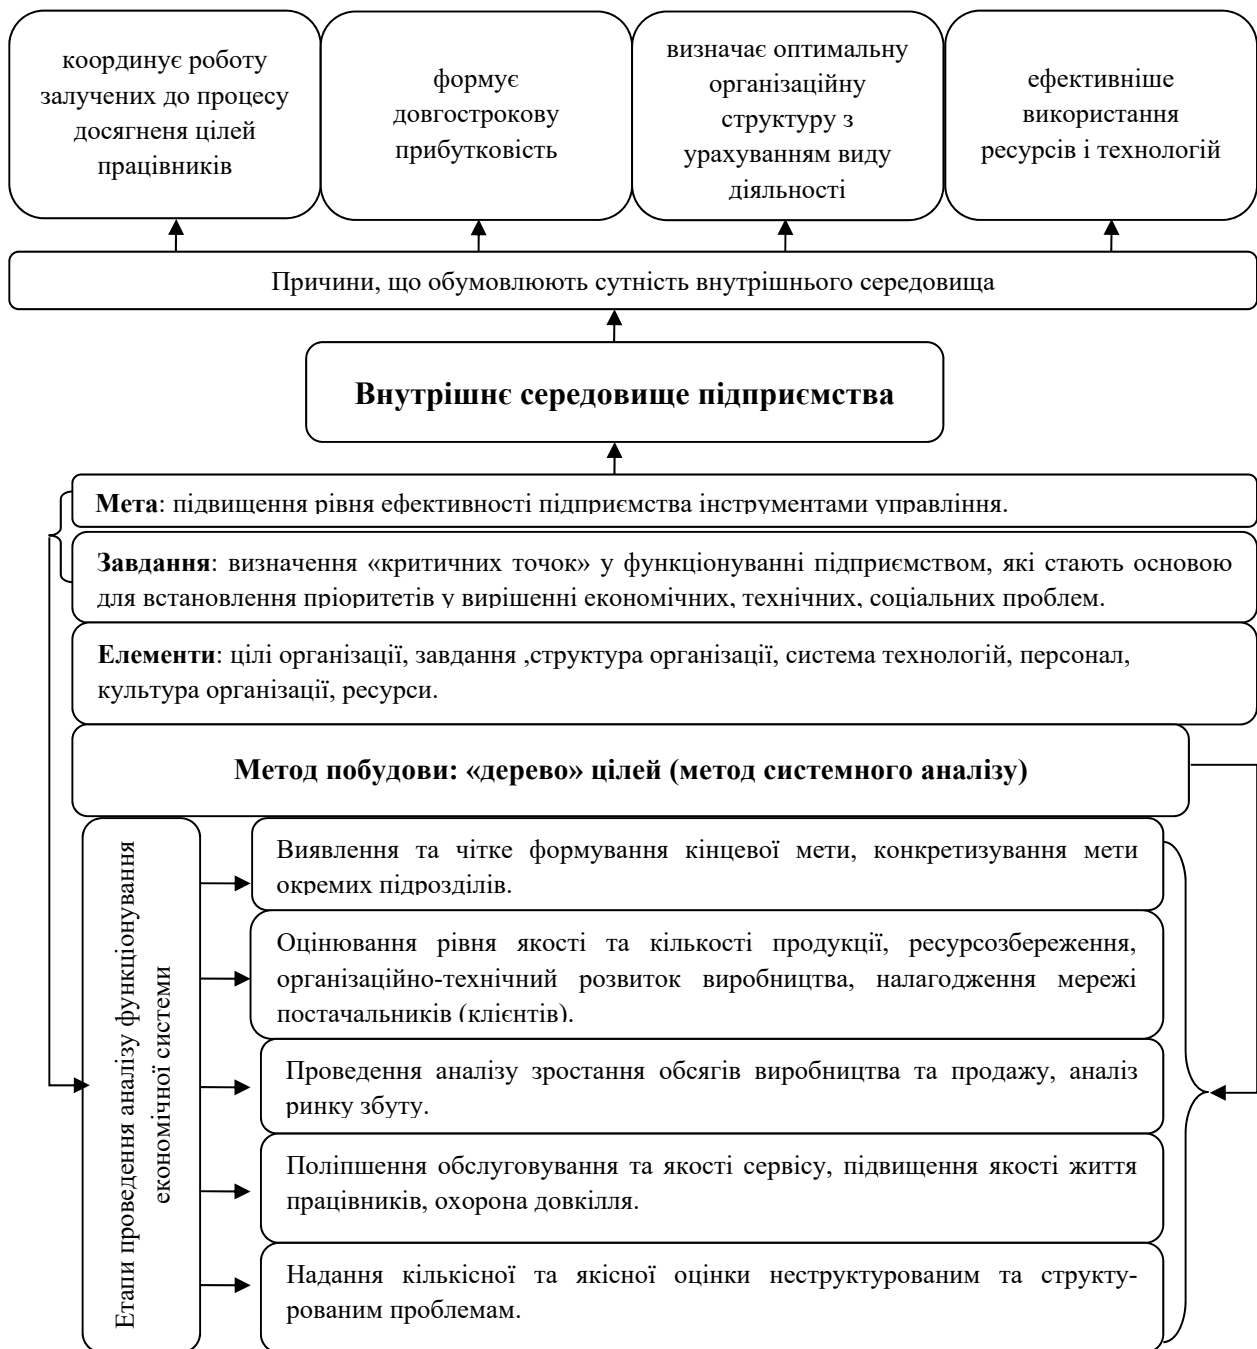 координує роботу
залучених до процесу
досягненя цілей
працівників
формує
довгострокову
прибутковість
визначає оптимальну
організаційну
структуру з
урахуванням виду
діяльності
ефективніше
використання
ресурсів і технологій
Причини, що обумовлюють сутність внутрішнього середовища
Внутрішнє середовище підприємства
Мета: підвищення рівня ефективності підприємства інструментами управління.
Завдання: визначення «критичних точок» у функціонуванні підприємством, які стають основою
для встановлення пріоритетів у вирішенні економічних, технічних, соціальних проблем.
Елементи: цілі організації, завдання ,структура організації, система технологій, персонал,
культура організації, ресурси.
Метод побудови: «дерево» цілей (метод системного аналізу)
Етапи проведення аналізу функціонування
економічної системи
Виявлення та чітке формування кінцевої мети, конкретизування мети
окремих підрозділів.
Оцінювання рівня якості та кількості продукції, ресурсозбереження,
організаційно-технічний розвиток виробництва, налагодження мережі
постачальників (клієнтів).
Проведення аналізу зростання обсягів виробництва та продажу, аналіз
ринку збуту.
Поліпшення обслуговування та якості сервісу, підвищення якості життя
працівників, охорона довкілля.
Надання кількісної та якісної оцінки неструктурованим та структу-
рованим проблемам.